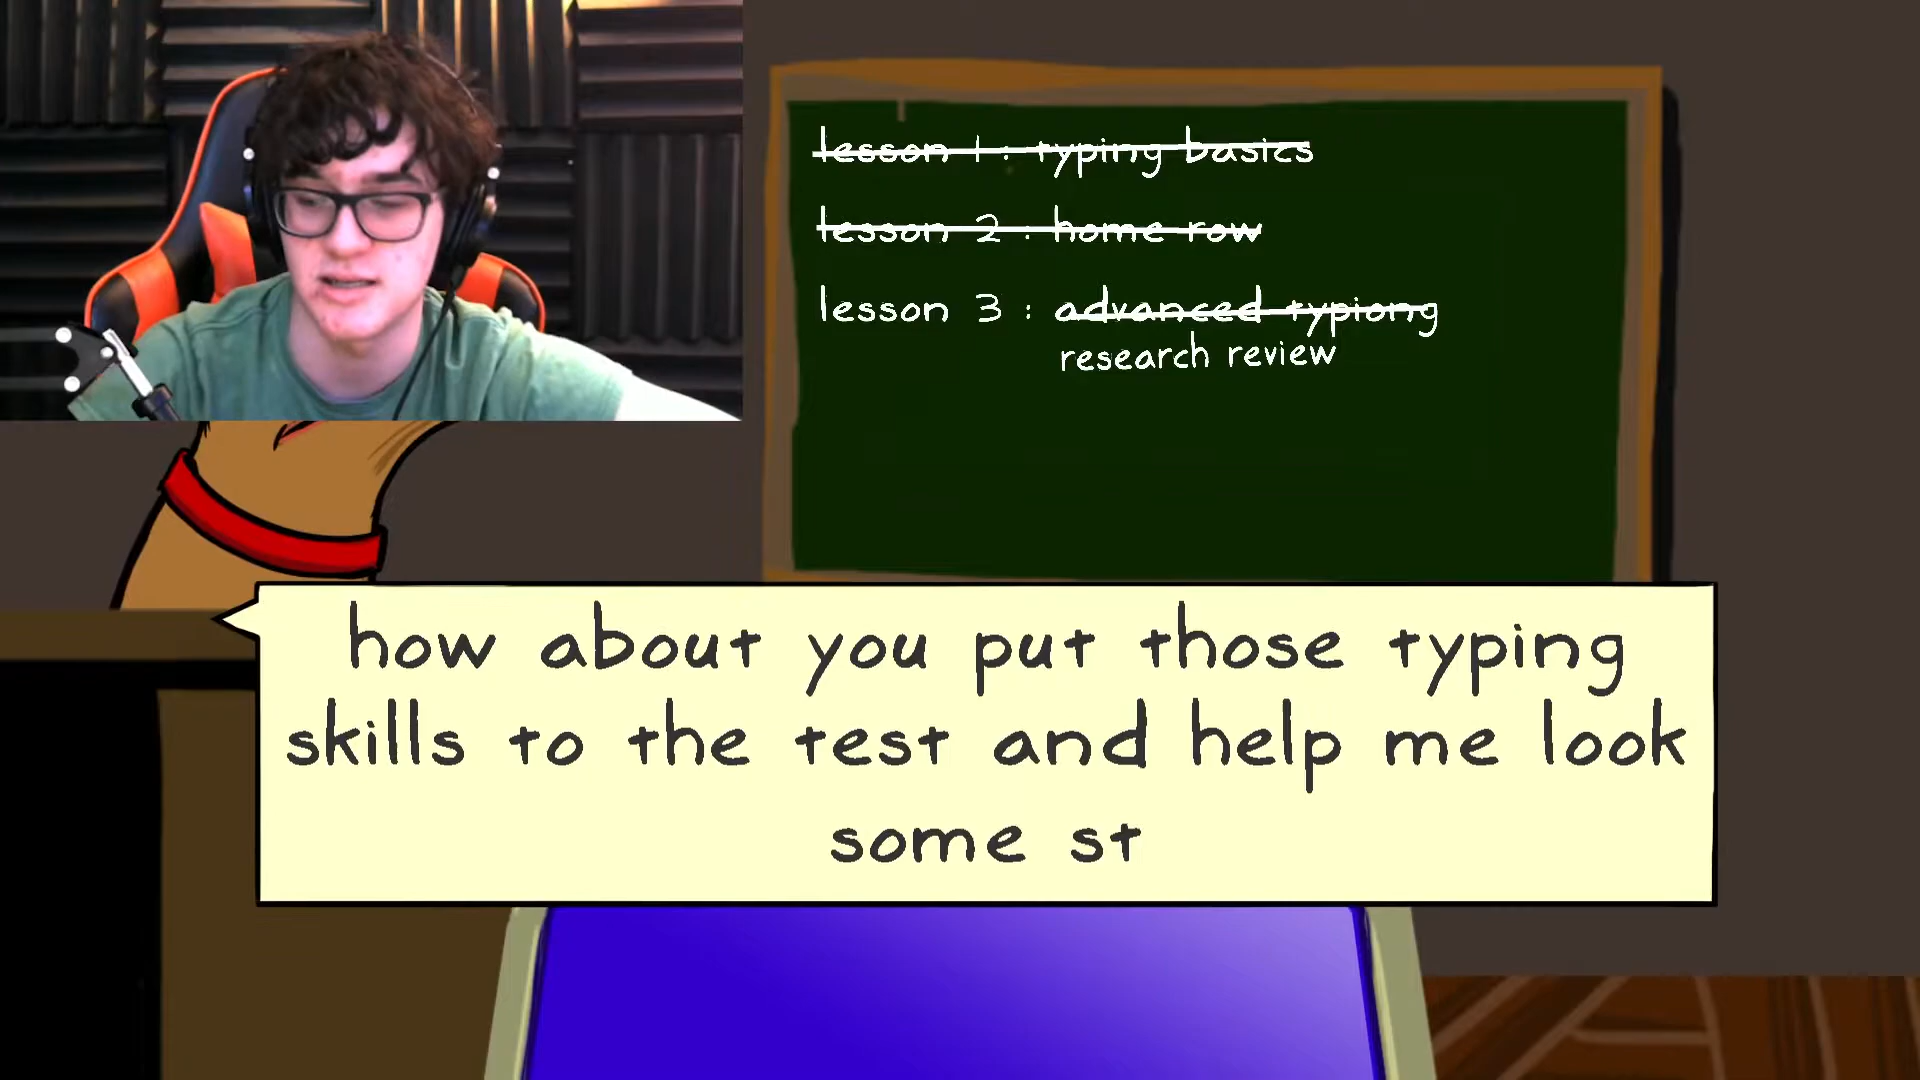 lesson 1 : typing basics
lesson 2 : home row
lesson 3 : advanced typiong
research review
how about you put those typing
skills to the test and help me look
some st